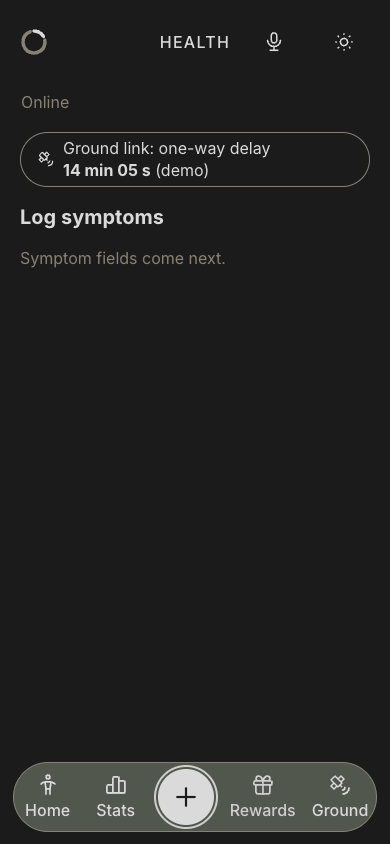 HEALTH
Online
Ground link: one-way delay
14 min 05 s (demo)
Log symptoms
Symptom fields come next.
Home
Stats
Rewards
Ground